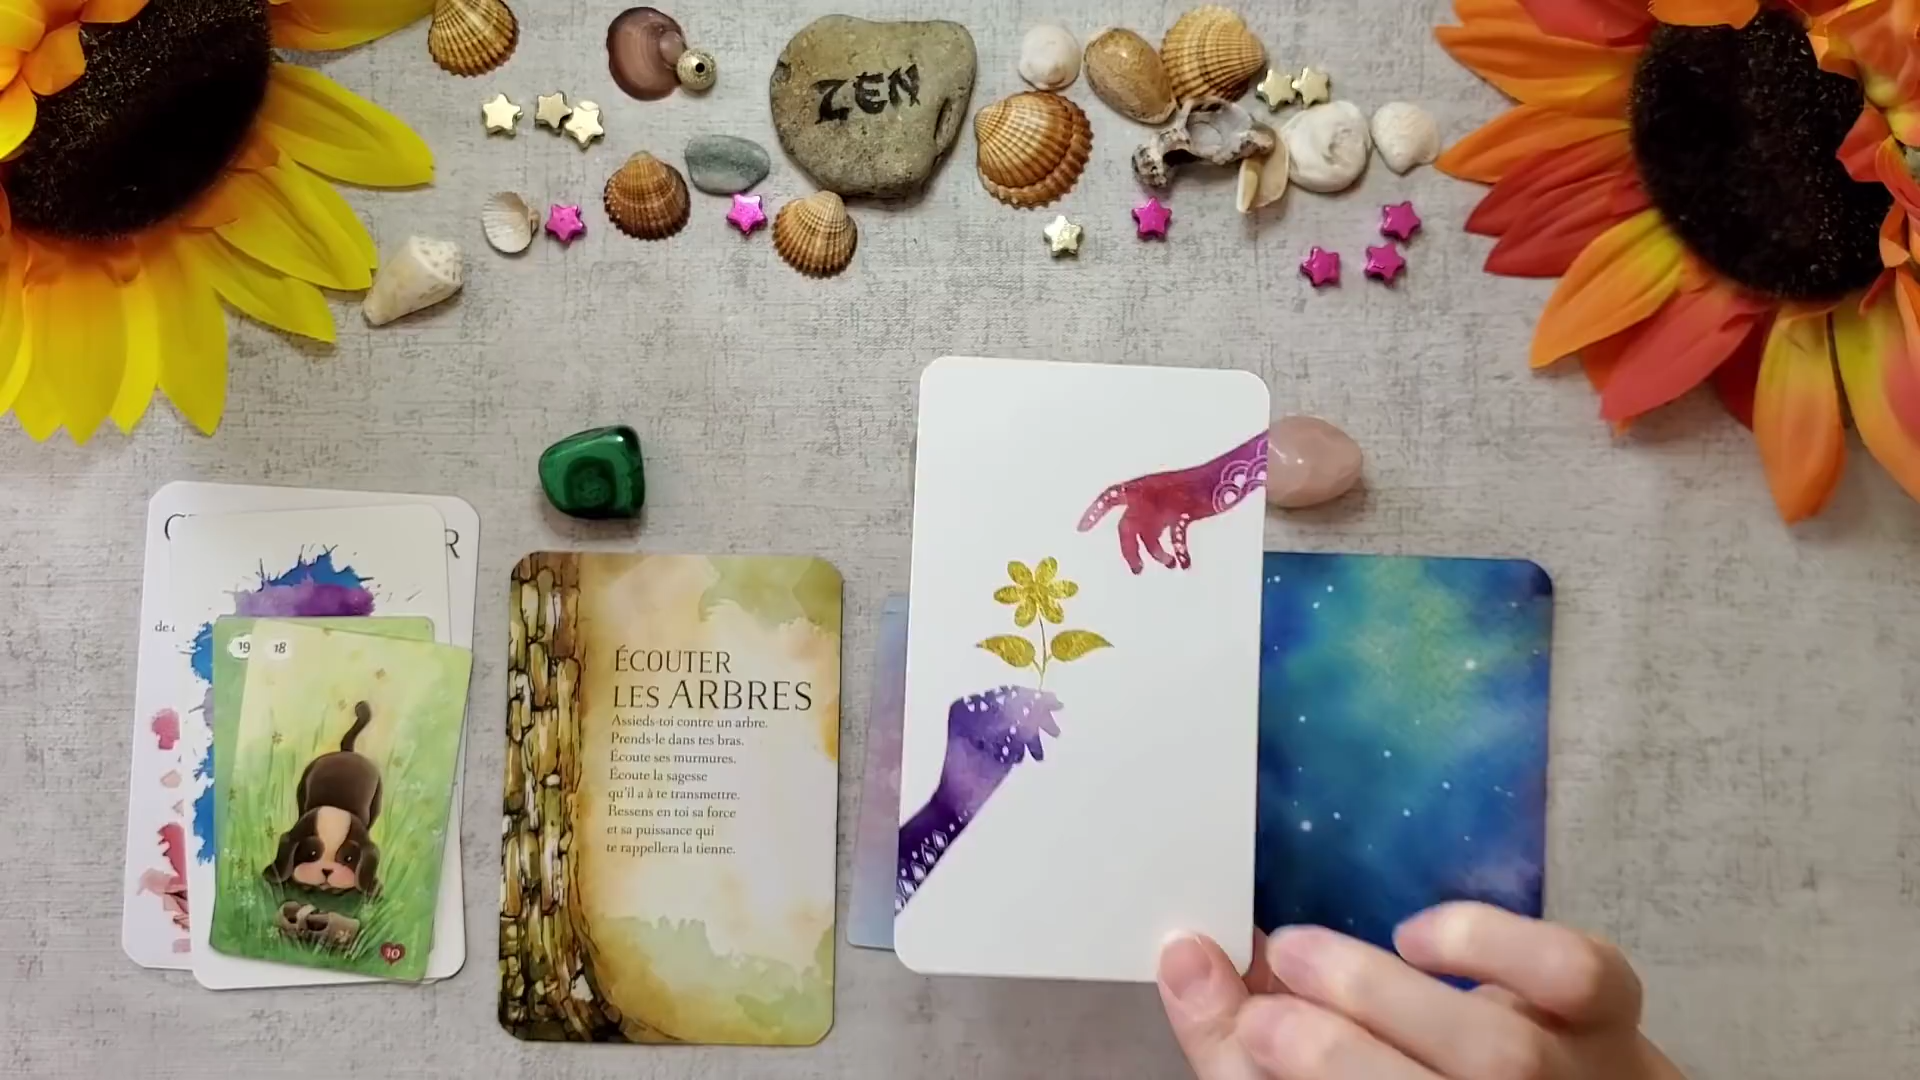 ZEN
19 18
10
de
ÉCOUTER
LES ARBRES
Assieds-toi contre un arbre.
Prends-le dans tes bras.
Écoute ses murmures.
Écoute la sagesse
qu'il a à te transmettre.
Ressens en toi sa force
et sa puissance qui
te rappellera la tienne.